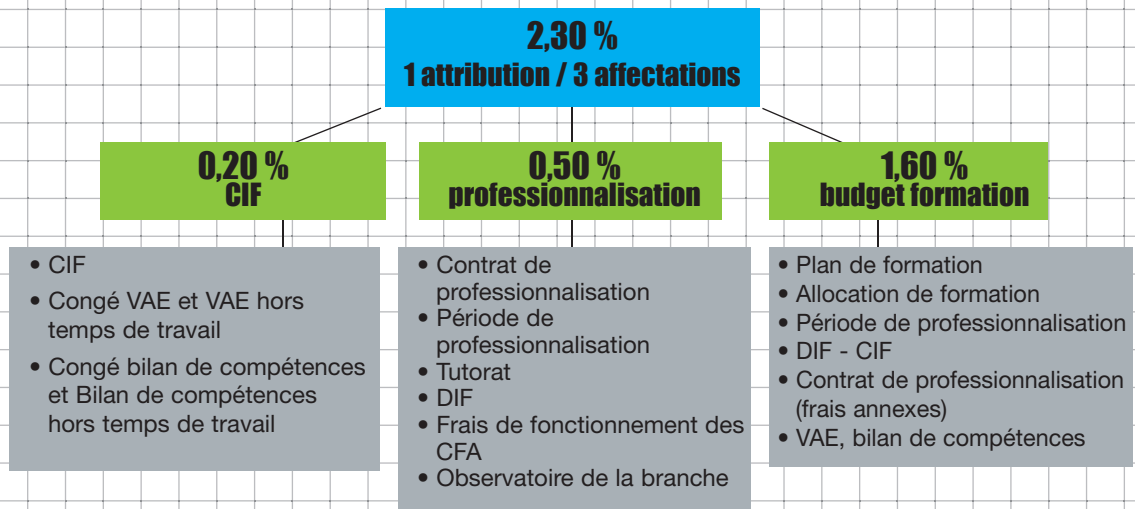 2,30 %
1 attribution / 3 affectations
0,20 %
CIF
0,50 %
professionnalisation
1,60 %
budget formation
• CIF
• Congé VAE et VAE hors
temps de travail
• Congé bilan de compétences
et Bilan de compétences
hors temps de travail
• Contrat de
professionnalisation
• Période de
professionnalisation
• Tutorat
• DIF
• Frais de fonctionnement des
CFA
• Observatoire de la branche
• Plan de formation
• Allocation de formation
• Période de professionnalisation
• DIF - CIF
• Contrat de professionnalisation
(frais annexes)
• VAE, bilan de compétences